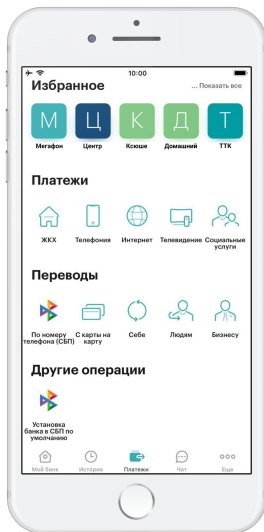 10:00
Избранное ... Показать все
М Ц К Д Т
Мегафон Центр Ксюше Домашний ТТК
Платежи
ЖКХ Телефония Интернет Телевидение Социальные
услуги
Переводы
По номеру С карты на Себе Людям Бизнесу
телефона (СБП) карту
Другие операции
Установка
банка в СБП по
умолчанию
Мой банк История Платежи Чат Еще